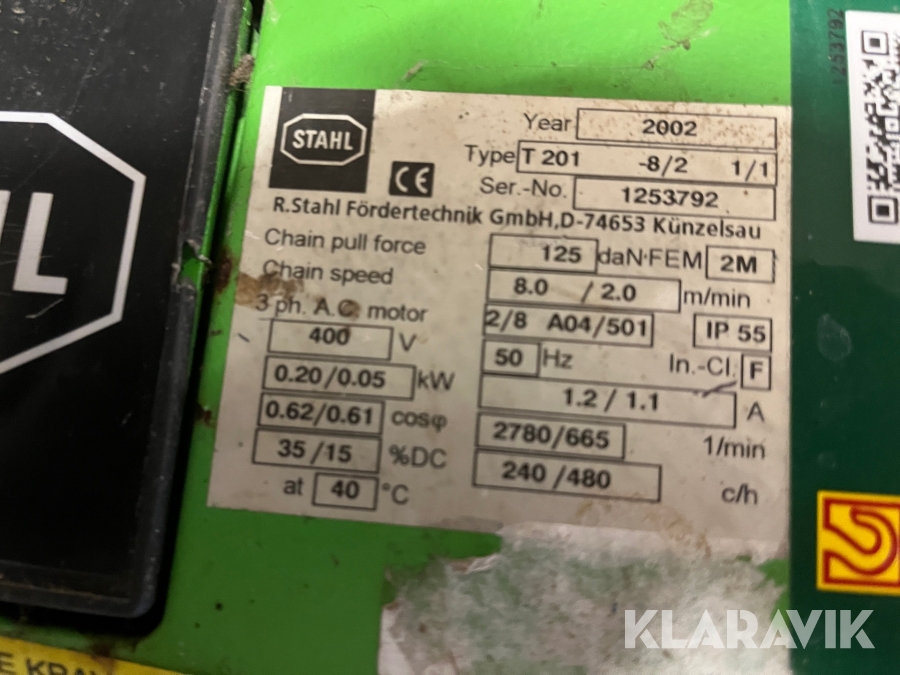 STAHL
CE
Year 2002
Type T 201 -8/2 1/1
Ser.-No. 1253792
R.Stahl Fördertechnik GmbH,D-74653 Künzelsau
Chain pull force 125 daN·FEM 2M
Chain speed 8.0 / 2.0 m/min
3 ph. A.C. motor 2/8 A04/501 IP 55
400 V 50 Hz In.-Cl. F
0.20/0.05 kW 1.2 / 1.1 A
0.62/0.61 cosφ 2780/665 1/min
35 /15 %DC 240 /480 c/h
at 40 °C
1253792
HL
E KRAV
KLARAVIK